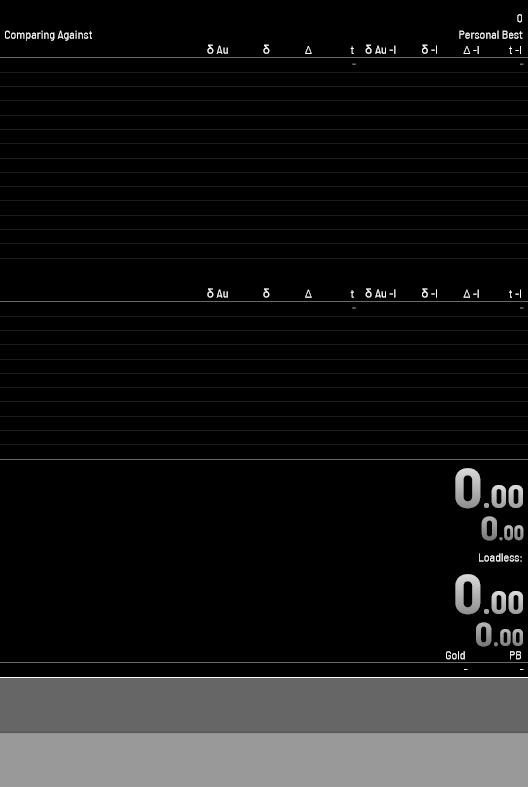 0
Comparing Against Personal Best
δ Au δ Δ t δ Au -l δ -l Δ -l t -l
- -
δ Au δ Δ t δ Au -l δ -l Δ -l t -l
- -
0.00
0.00
Loadless:
0.00
0.00
Gold PB
- -